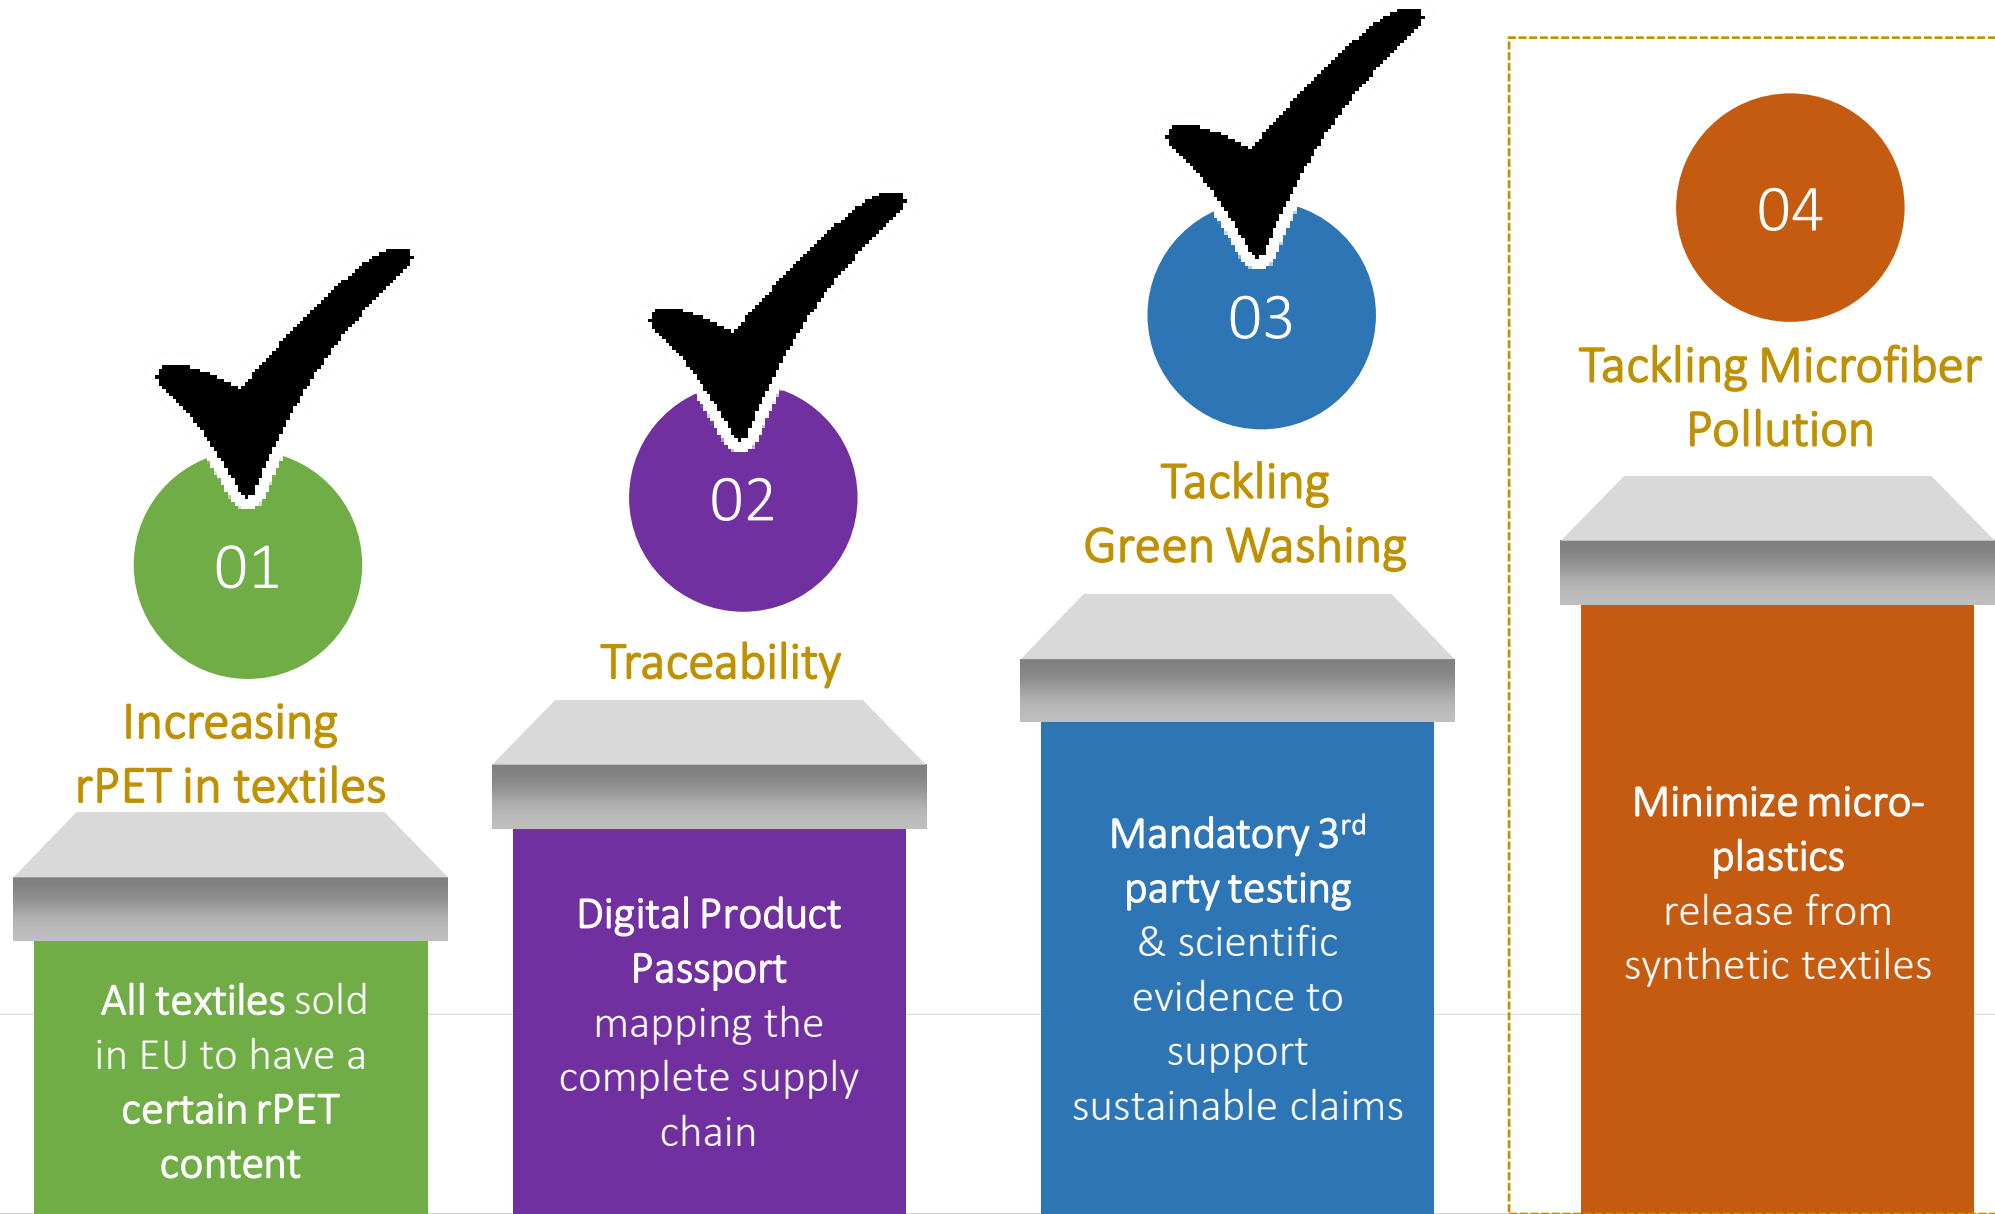 01
Increasing
rPET in textiles
All textiles sold
in EU to have a
certain rPET
content
02
Traceability
Digital Product
Passport
mapping the
complete supply
chain
03
Tackling
Green Washing
Mandatory 3rd
party testing
& scientific
evidence to
support
sustainable claims
04
Tackling Microfiber
Pollution
Minimize micro-
plastics
release from
synthetic textiles